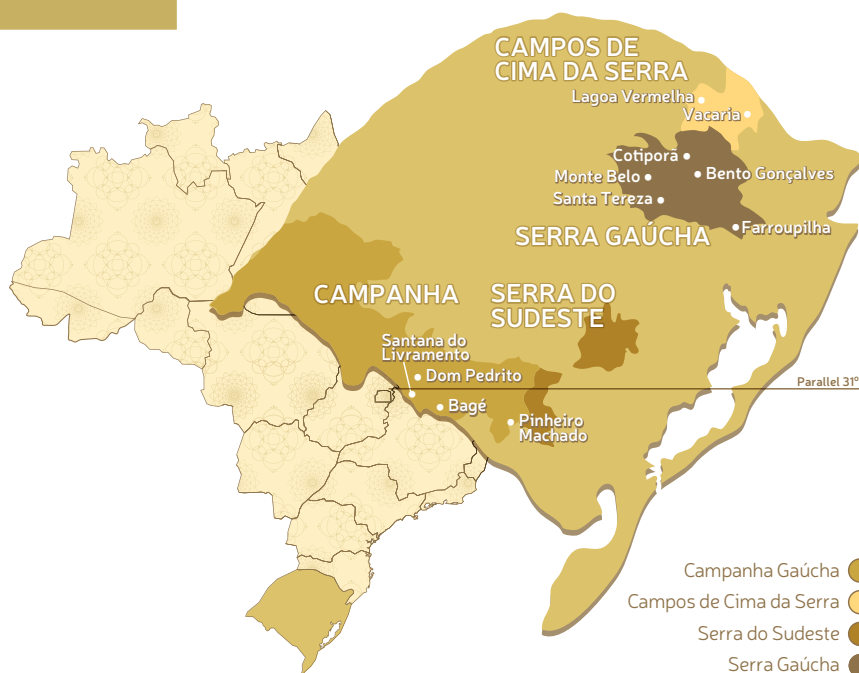 CAMPOS DE
CIMA DA SERRA
Lagoa Vermelha
Vacaria
Cotiporã
Monte Belo
Bento Gonçalves
Santa Tereza
Farroupilha
SERRA GAÚCHA
CAMPANHA
SERRA DO
SUDESTE
Santana do
Livramento
Dom Pedrito
Parallel 31º
Bagé
Pinheiro
Machado
Campanha Gaúcha
Campos de Cima da Serra
Serra do Sudeste
Serra Gaúcha